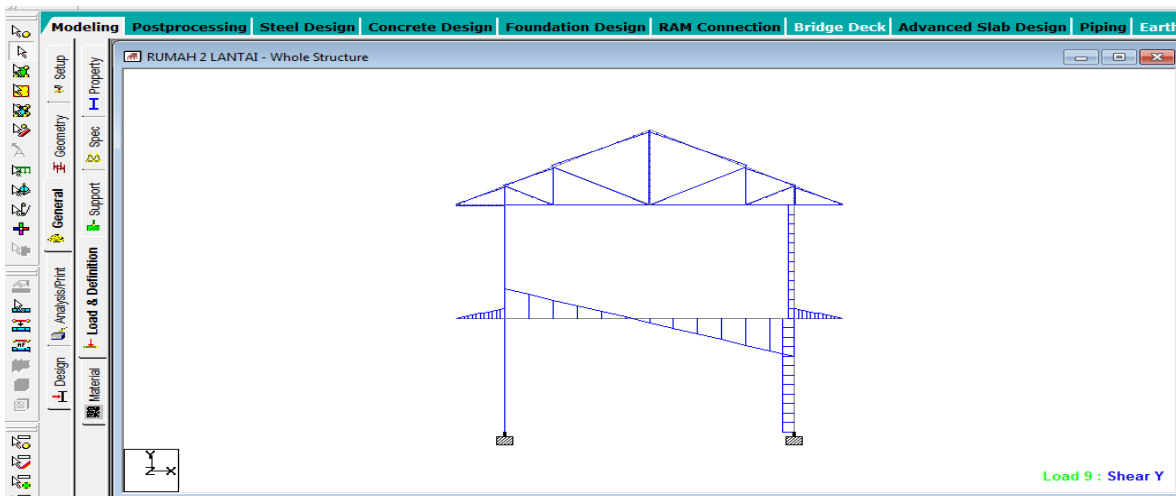 Modeling Postprocessing Steel Design Concrete Design Foundation Design RAM Connection Bridge Deck Advanced Slab Design Piping Earth
RUMAH 2 LANTAI - Whole Structure
Setup
Geometry
General
Analysis/Print
Design
Property
Spec
Support
Load & Definition
Material
Y
Z X
Load 9 : Shear Y